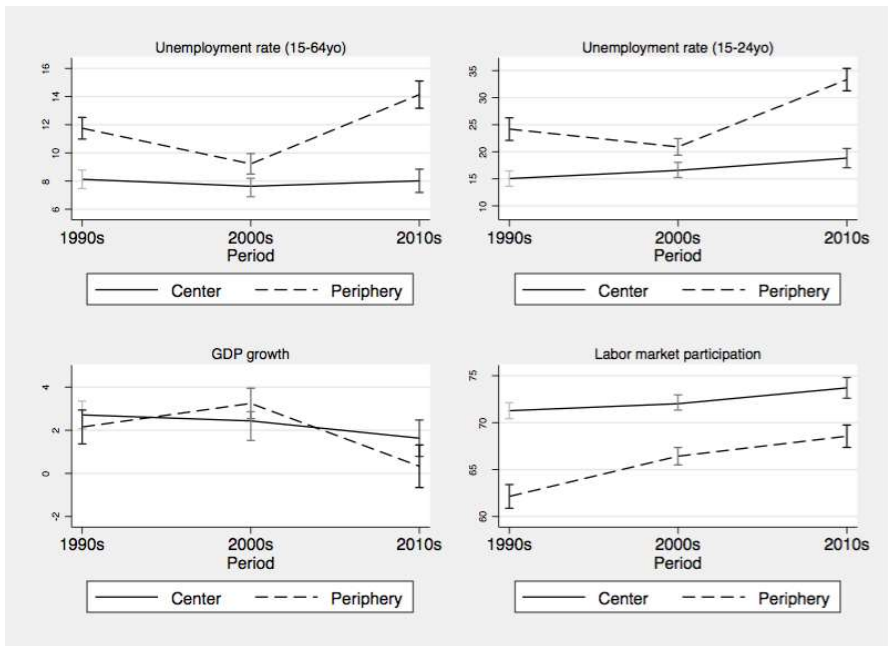 Unemployment rate (15-64yo)
16
14
12
10
8
6
1990s 2000s 2010s
Period
Center Periphery
Unemployment rate (15-24yo)
35
30
25
20
15
10
1990s 2000s 2010s
Period
Center Periphery
GDP growth
4
2
0
-2
1990s 2000s 2010s
Period
Center Periphery
Labor market participation
75
70
65
60
1990s 2000s 2010s
Period
Center Periphery